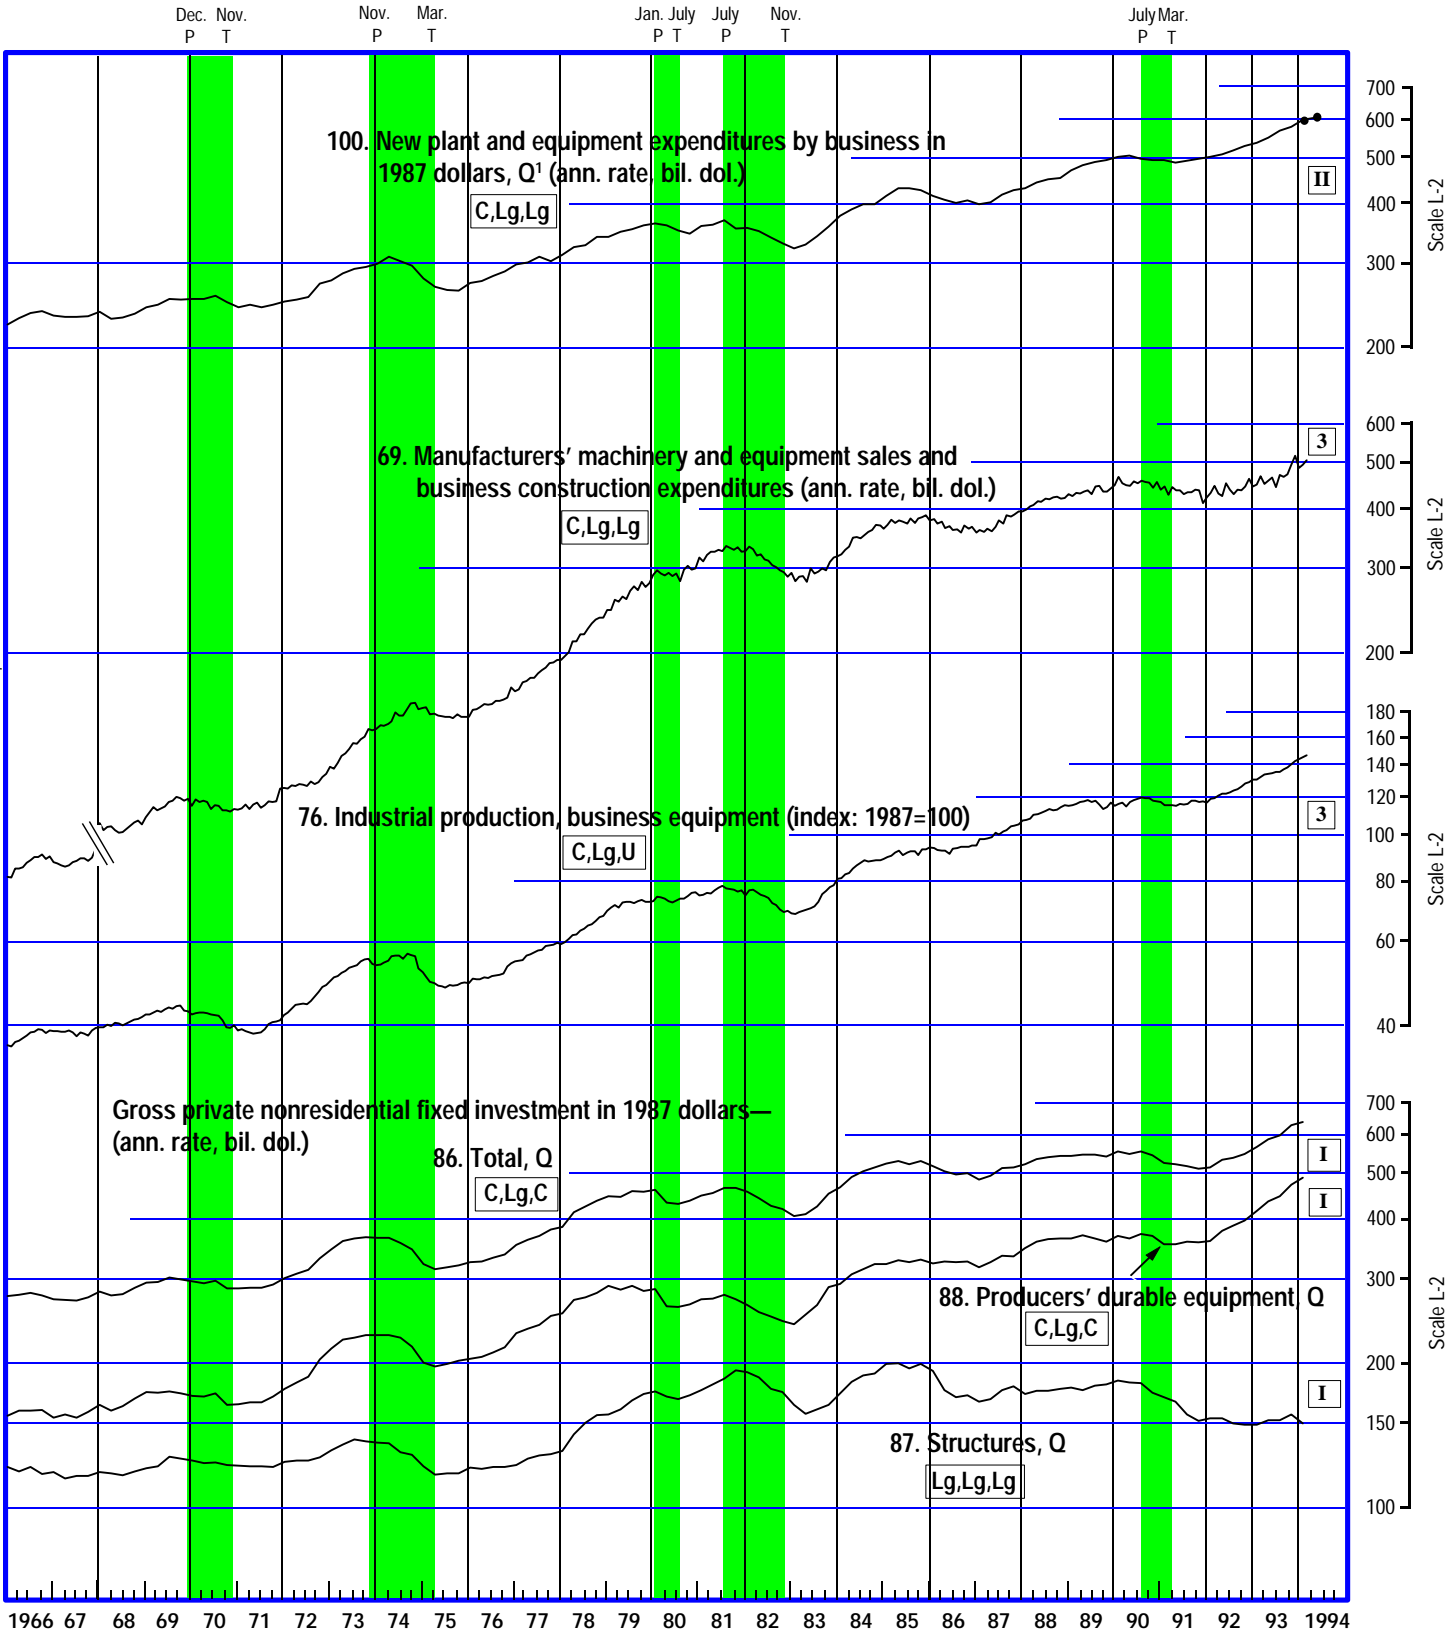 Dec. Nov. Nov. Mar. Jan. July July Nov. July Mar.
P T P T P T P T P T
700
100. New plant and equipment expenditures by business in
600
1987 dollars, Q¹ (ann. rate, bil. dol.)
500
II
C,Lg,Lg
400
Scale L-2
300
200
600
3
69. Manufacturers’ machinery and equipment sales and
500
business construction expenditures (ann. rate, bil. dol.)
400
C,Lg,Lg
Scale L-2
300
200
180
160
140
120
76. Industrial production, business equipment (index: 1987=100)
3
100
C,Lg,U
80
Scale L-2
60
40
Gross private nonresidential fixed investment in 1987 dollars—
700
(ann. rate, bil. dol.)
600
86. Total, Q
I
500
C,Lg,C
I
400
300
88. Producers’ durable equipment, Q
Scale L-2
C,Lg,C
200
I
150
87. Structures, Q
Lg,Lg,Lg
100
1966 67 68 69 70 71 72 73 74 75 76 77 78 79 80 81 82 83 84 85 86 87 88 89 90 91 92 93 1994